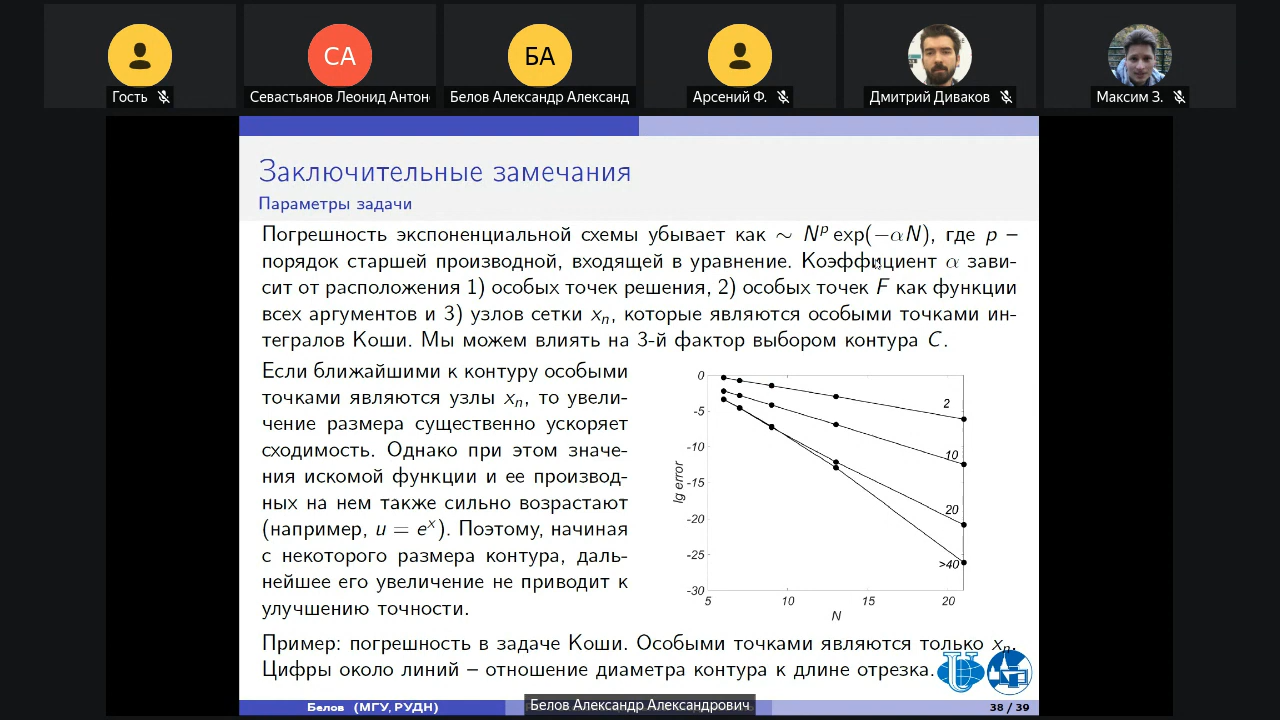 СА
БА
Гость
Севастьянов Леонид Антон
Белов Александр Александ
Арсений Ф.
Дмитрий Диваков
Максим З.
Заключительные замечания
Параметры задачи
Погрешность экспоненциальной схемы убывает как ∼ N^p exp(−αN), где p –
порядок старшей производной, входящей в уравнение. Коэффициент α зави-
сит от расположения 1) особых точек решения, 2) особых точек F как функции
всех аргументов и 3) узлов сетки x_n, которые являются особыми точками ин-
тегралов Коши. Мы можем влиять на 3-й фактор выбором контура C.
Если ближайшими к контуру особыми
точками являются узлы x_n, то увели-
чение размера существенно ускоряет
сходимость. Однако при этом значе-
ния искомой функции и ее производ-
ных на нем также сильно возрастают
(например, u = e^x). Поэтому, начиная
с некоторого размера контура, даль-
нейшее его увеличение не приводит к
улучшению точности.
0
-5
-10
-15
-20
-25
-30
lg error
5
10
15
20
N
2
10
20
>40
Пример: погрешность в задаче Коши. Особыми точками являются только x_n.
Цифры около линий – отношение диаметра контура к длине отрезка.
Белов (МГУ, РУДН)
Белов Александр Александрович
38 / 39